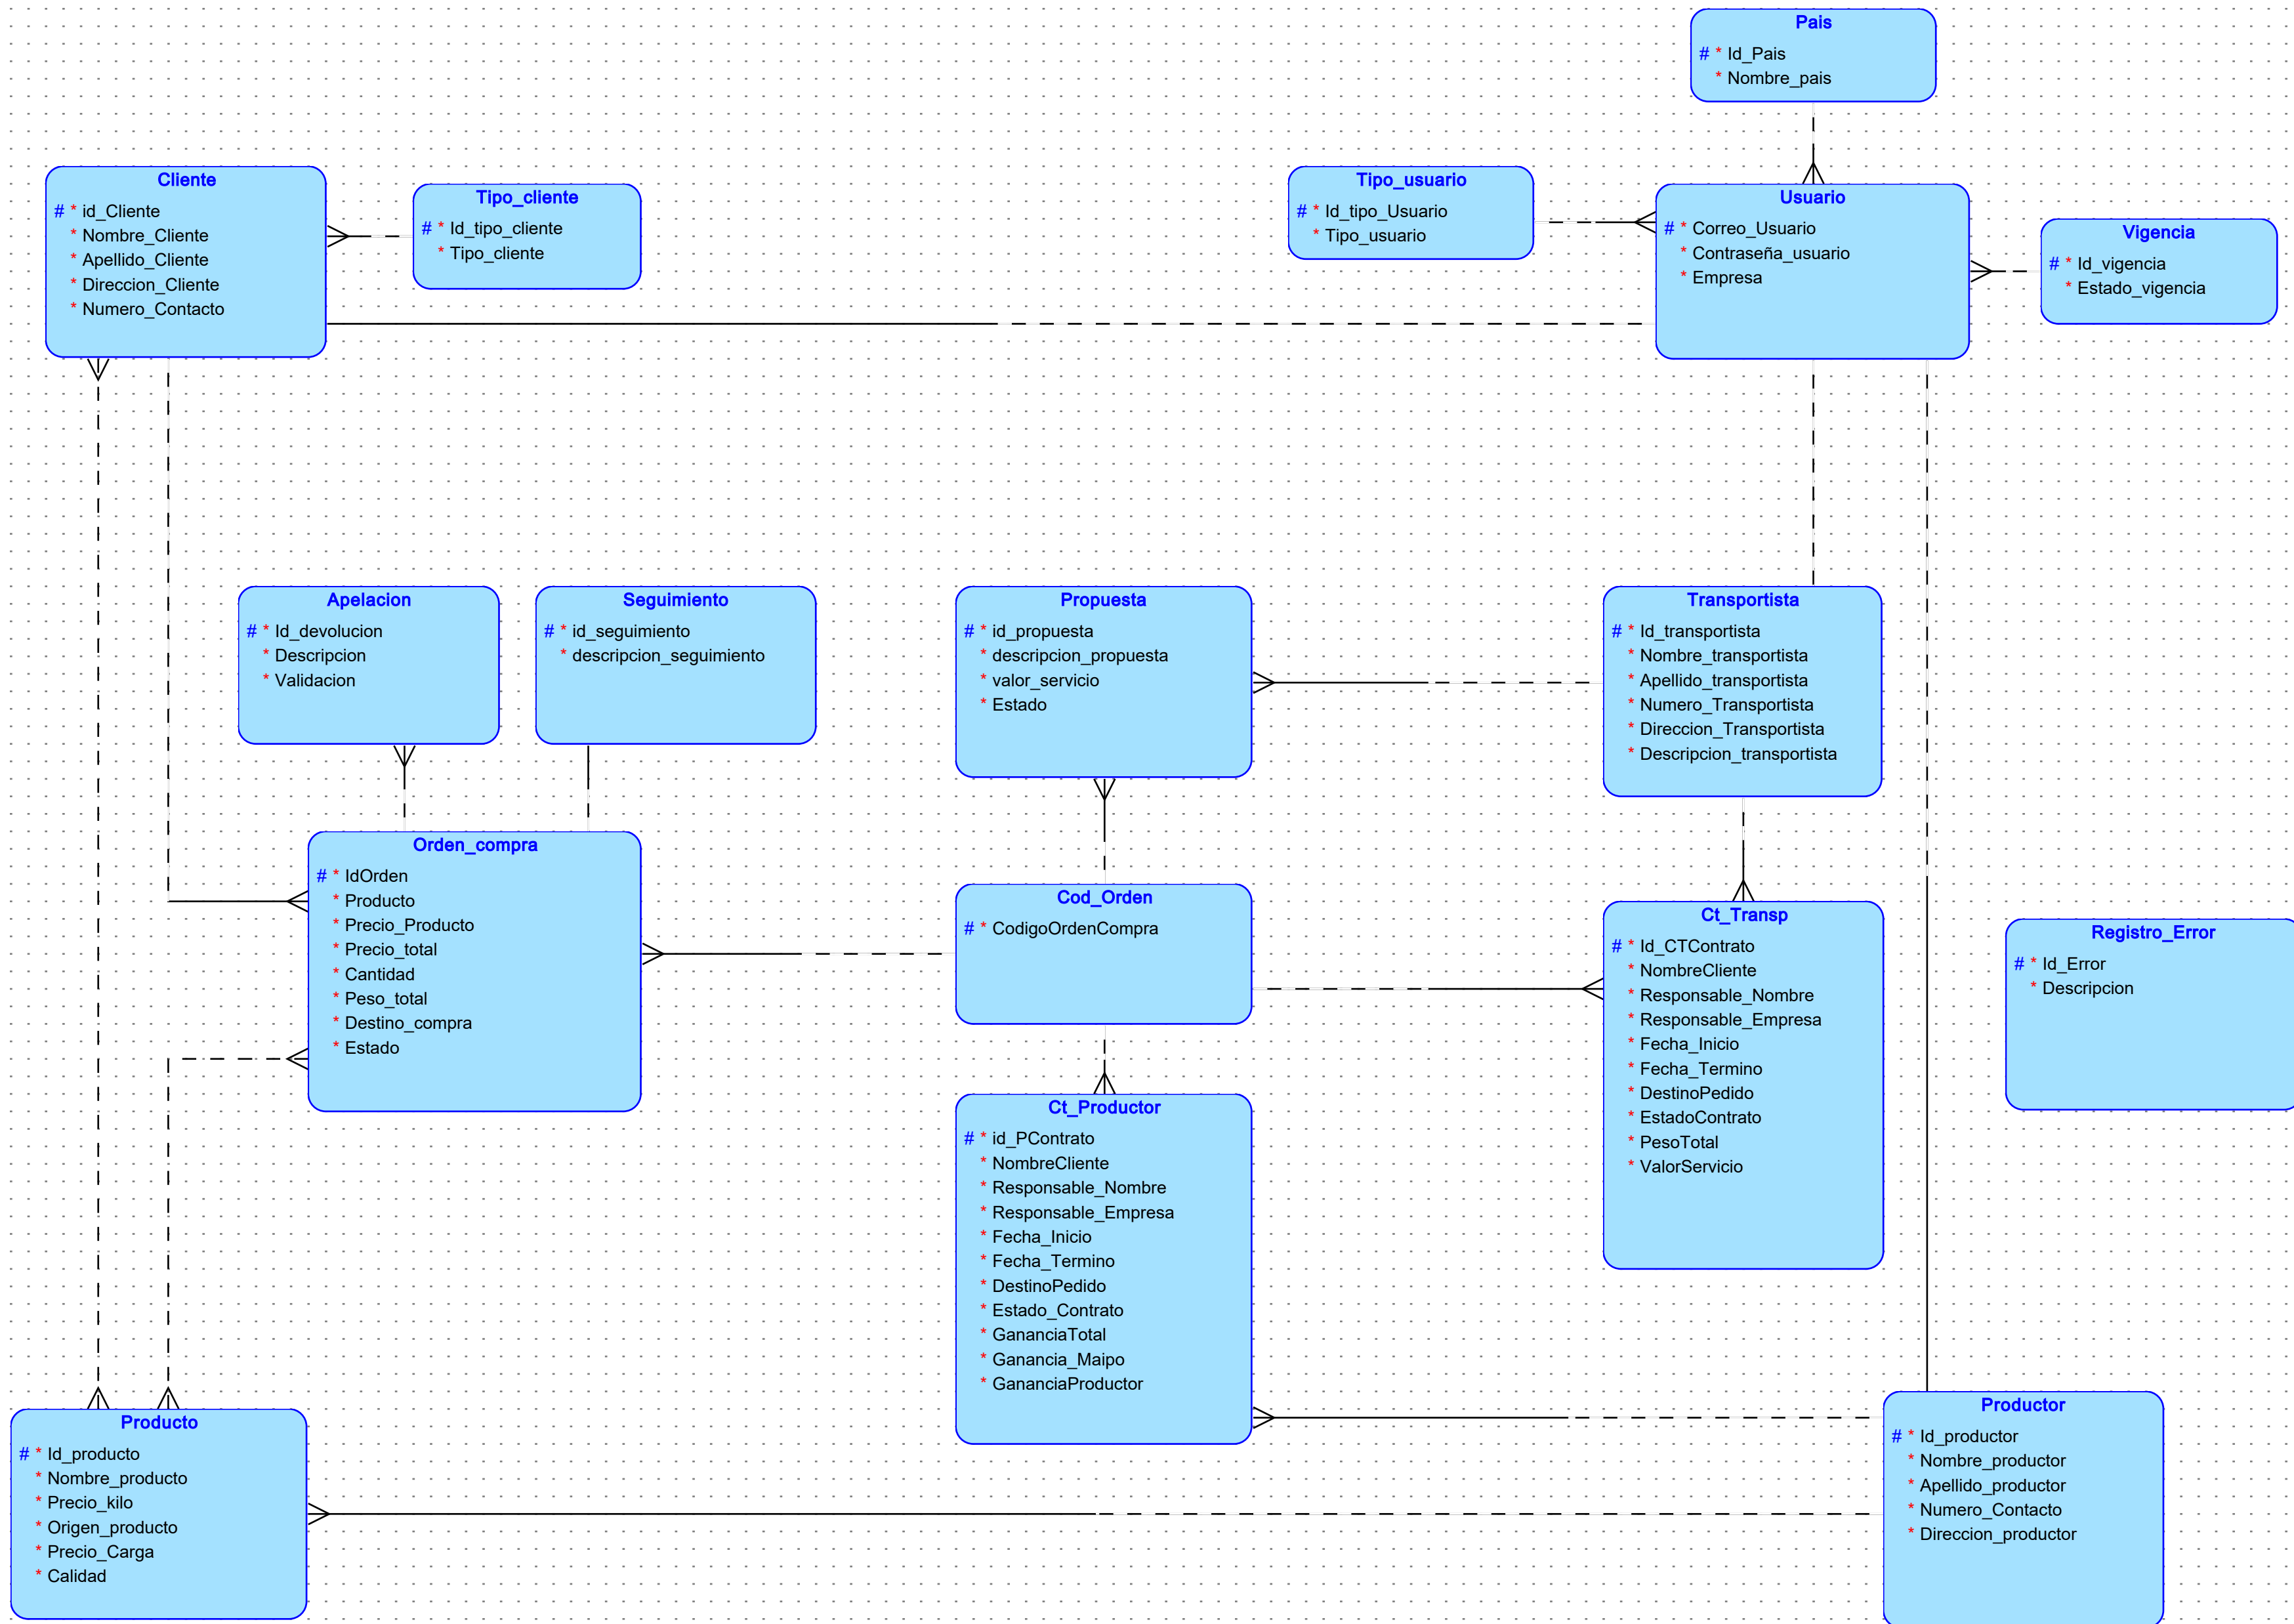 Pais
# * Id_Pais
* Nombre_pais
Cliente
# * id_Cliente
* Nombre_Cliente
* Apellido_Cliente
* Direccion_Cliente
* Numero_Contacto
Tipo_cliente
# * Id_tipo_cliente
* Tipo_cliente
Tipo_usuario
# * Id_tipo_Usuario
* Tipo_usuario
Usuario
# * Correo_Usuario
* Contraseña_usuario
* Empresa
Vigencia
# * Id_vigencia
* Estado_vigencia
Apelacion
# * Id_devolucion
* Descripcion
* Validacion
Seguimiento
# * id_seguimiento
* descripcion_seguimiento
Propuesta
# * id_propuesta
* descripcion_propuesta
* valor_servicio
* Estado
Transportista
# * Id_transportista
* Nombre_transportista
* Apellido_transportista
* Numero_Transportista
* Direccion_Transportista
* Descripcion_transportista
Orden_compra
# * IdOrden
* Producto
* Precio_Producto
* Precio_total
* Cantidad
* Peso_total
* Destino_compra
* Estado
Cod_Orden
# * CodigoOrdenCompra
Ct_Transp
# * Id_CTContrato
* NombreCliente
* Responsable_Nombre
* Responsable_Empresa
* Fecha_Inicio
* Fecha_Termino
* DestinoPedido
* EstadoContrato
* PesoTotal
* ValorServicio
Registro_Error
# * Id_Error
* Descripcion
Ct_Productor
# * id_PContrato
* NombreCliente
* Responsable_Nombre
* Responsable_Empresa
* Fecha_Inicio
* Fecha_Termino
* DestinoPedido
* Estado_Contrato
* GananciaTotal
* Ganancia_Maipo
* GananciaProductor
Producto
# * Id_producto
* Nombre_producto
* Precio_kilo
* Origen_producto
* Precio_Carga
* Calidad
Productor
# * Id_productor
* Nombre_productor
* Apellido_productor
* Numero_Contacto
* Direccion_productor